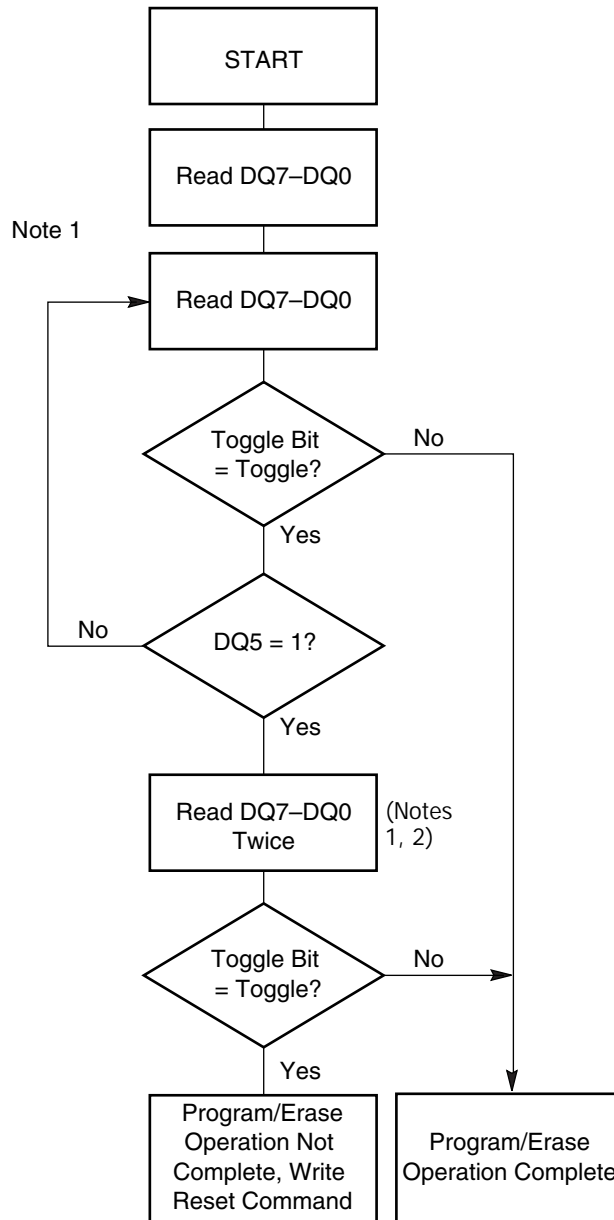 START
Read DQ7–DQ0
Note 1
Read DQ7–DQ0
Toggle Bit
= Toggle?
No
Yes
No
DQ5 = 1?
Yes
Read DQ7–DQ0
Twice
(Notes
1, 2)
Toggle Bit
= Toggle?
No
Yes
Program/Erase
Operation Not
Complete, Write
Reset Command
Program/Erase
Operation Complete